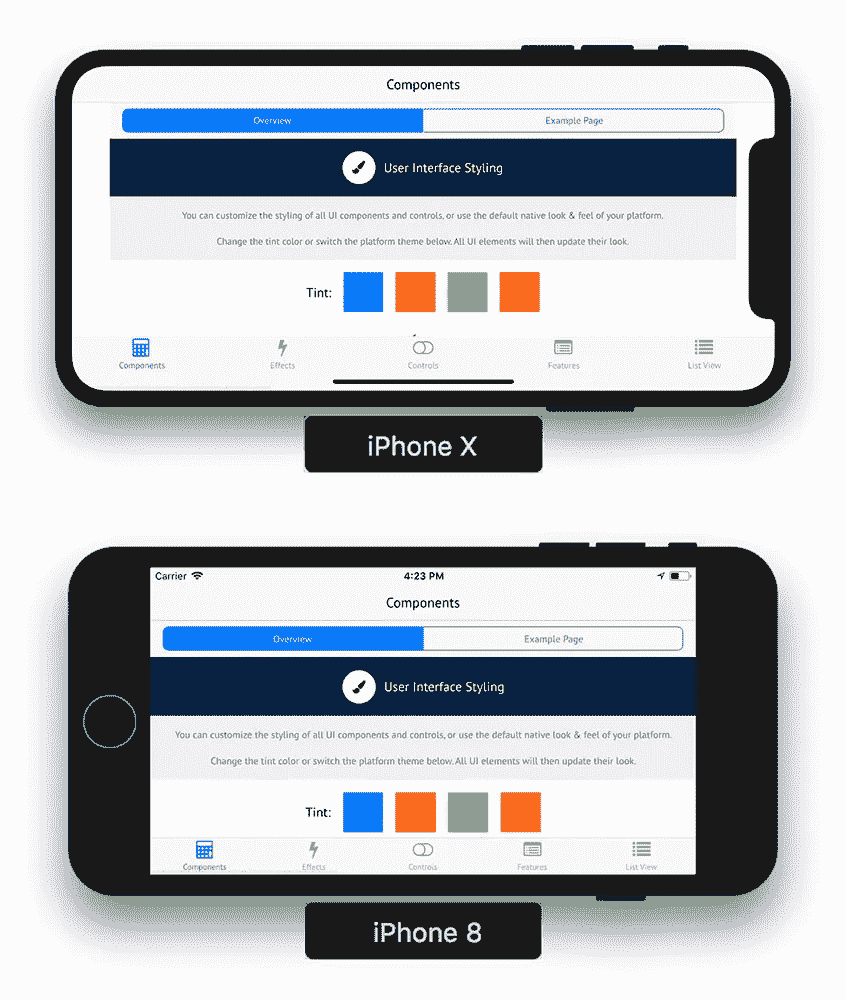 Components
Overview Example Page
User Interface Styling
You can customize the styling of all UI components and controls, or use the default native look & feel of your platform.
Change the tint color or switch the platform theme below. All UI elements will then update their look.
Tint:
Components Effects Controls Features List View
iPhone X
Carrier 4:23 PM
Components
Overview Example Page
User Interface Styling
You can customize the styling of all UI components and controls, or use the default native look & feel of your platform.
Change the tint color or switch the platform theme below. All UI elements will then update their look.
Tint:
Components Effects Controls Features List View
iPhone 8